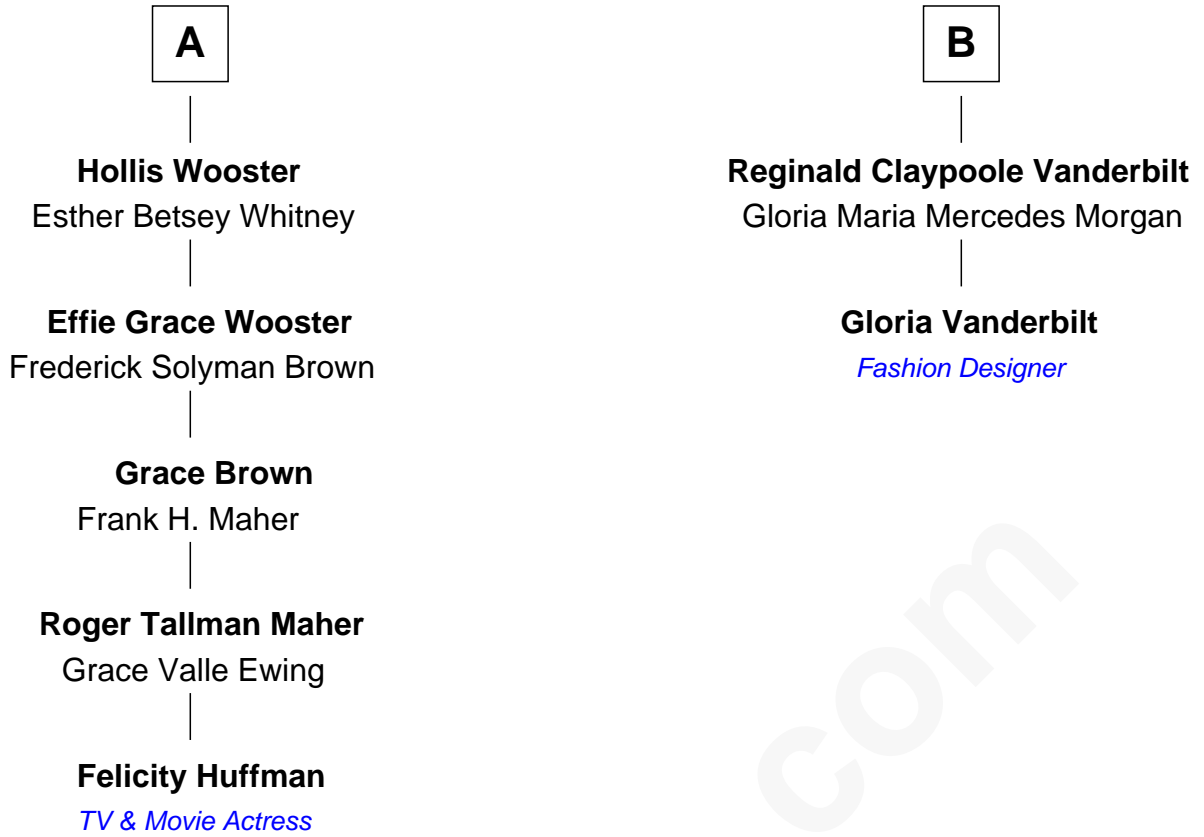 A
Hollis Wooster
Esther Betsey Whitney
Effie Grace Wooster
Frederick Solyman Brown
Grace Brown
Frank H. Maher
Roger Tallman Maher
Grace Valle Ewing
Felicity Huffman
TV & Movie Actress
B
Reginald Claypoole Vanderbilt
Gloria Maria Mercedes Morgan
Gloria Vanderbilt
Fashion Designer
com